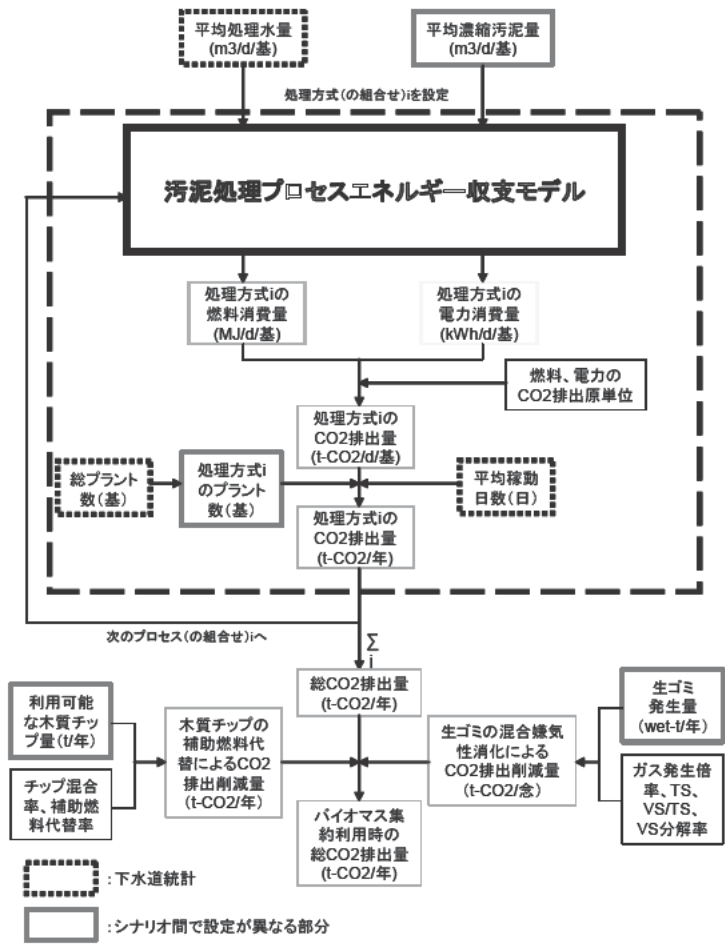 平均処理水量
(m3/d/基)
平均濃縮汚泥量
(m3/d/基)
処理方式(の組合せ)iを設定
汚泥処理プロセスエネルギー収支モデル
処理方式iの
燃料消費量
(MJ/d/基)
処理方式iの
電力消費量
(kWh/d/基)
燃料、電力の
CO2排出原単位
処理方式iの
CO2排出量
(t-CO2/d/基)
総プラント
数(基)
処理方式i
のプラント
数(基)
平均稼動
日数(日)
処理方式iの
CO2排出量
(t-CO2/年)
次のプロセス(の組合せ)iへ
Σ
i
総CO2排出量
(t-CO2/年)
利用可能
な木質チッ
プ量(t/年)
チップ混合
率、補助燃
料代替率
木質チップの
補助燃料代
替によるCO2
排出削減量
(t-CO2/年)
生ゴミの混合嫌気
性消化による
CO2排出削減量
(t-CO2/念)
生ゴミ
発生量
(wet-t/年)
ガス発生倍
率、TS、
VS/TS、
VS分解率
バイオマス集
約利用時の
総CO2排出量
(t-CO2/年)
:下水道統計
:シナリオ間で設定が異なる部分